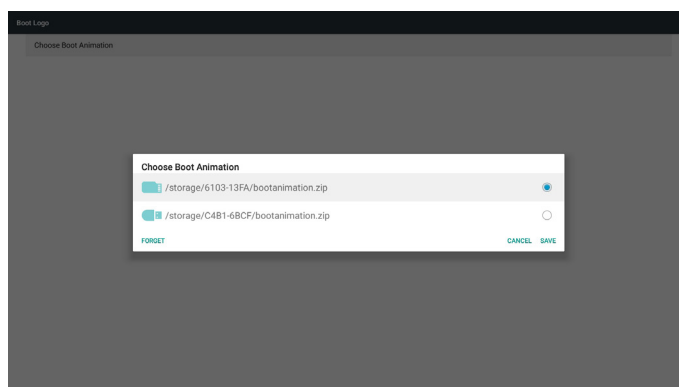 Boot Logo
Choose Boot Animation
Choose Boot Animation
/storage/6103-13FA/bootanimation.zip
/storage/C4B1-6BCF/bootanimation.zip
FORGET CANCEL SAVE